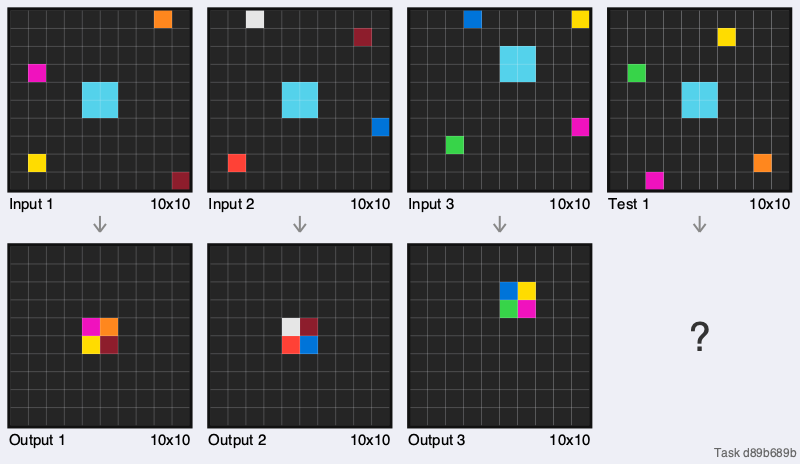 Input 1 10x10 Input 2 10x10 Input 3 10x10 Test 1 10x10
?
Output 1 10x10 Output 2 10x10 Output 3 10x10
Task d89b689b